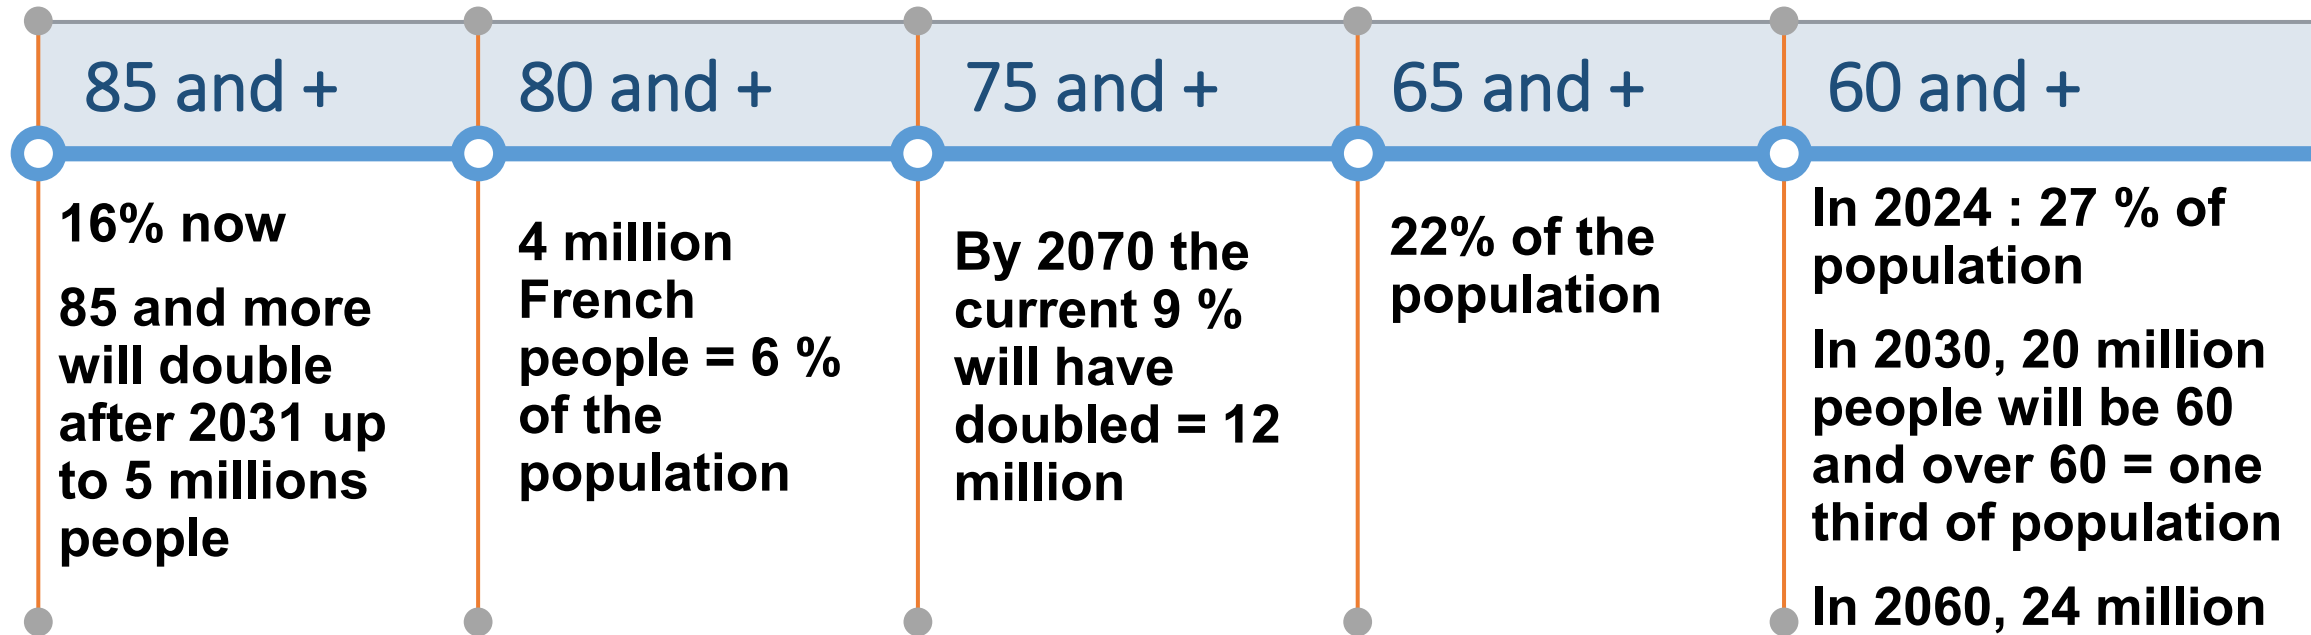 85 and +
16% now
85 and more
will double
after 2031 up
to 5 millions
people
80 and +
4 million
French
people = 6 %
of the
population
75 and +
By 2070 the
current 9 %
will have
doubled = 12
million
65 and +
22% of the
population
60 and +
In 2024 : 27 % of
population
In 2030, 20 million
people will be 60
and over 60 = one
third of population
In 2060, 24 million